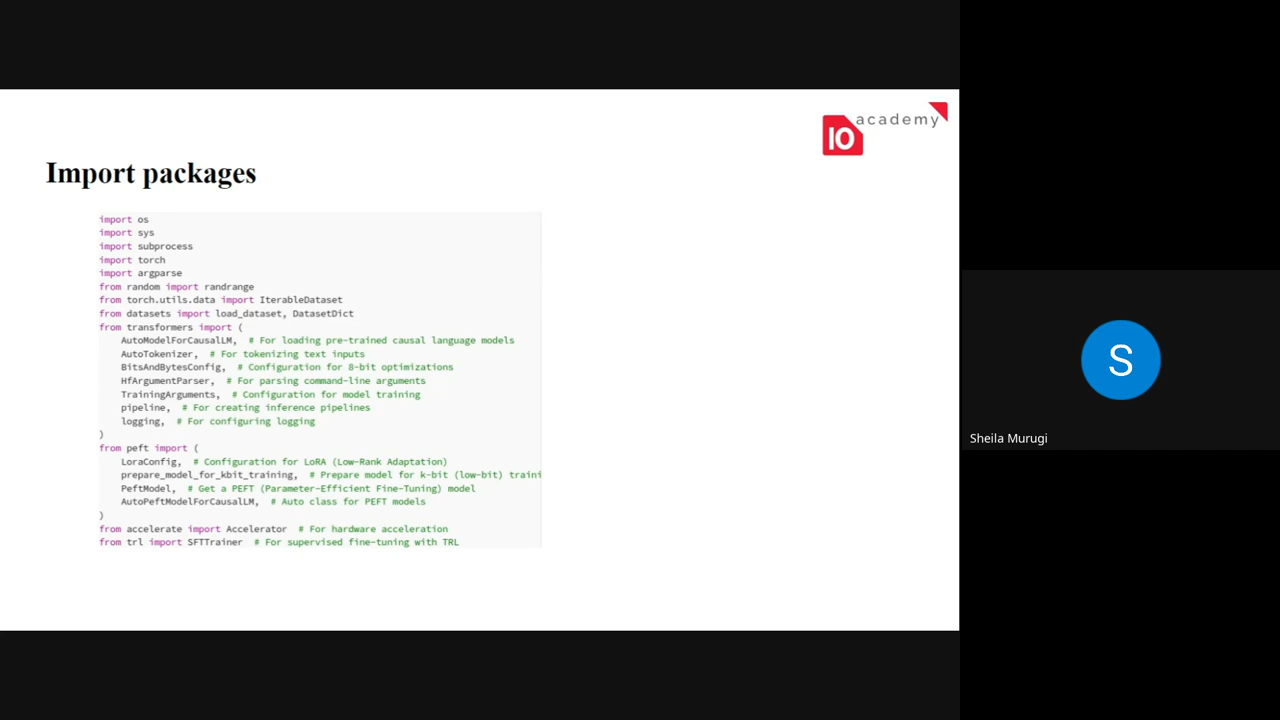 10 academy
Import packages
import os
import sys
import subprocess
import torch
import argparse
from random import randrange
from torch.utils.data import IterableDataset
from datasets import load_dataset, DatasetDict
from transformers import (
    AutoModelForCausalLM,  # For loading pre-trained causal language models
    AutoTokenizer,  # For tokenizing text inputs
    BitsAndBytesConfig,  # Configuration for 8-bit optimizations
    HfArgumentParser,  # For parsing command-line arguments
    TrainingArguments,  # Configuration for model training
    pipeline,  # For creating inference pipelines
    logging,  # For configuring logging
)
from peft import (
    LoraConfig,  # Configuration for LoRA (Low-Rank Adaptation)
    prepare_model_for_kbit_training,  # Prepare model for k-bit (low-bit) traini
    PeftModel,  # Get a PEFT (Parameter-Efficient Fine-Tuning) model
    AutoPeftModelForCausalLM,  # Auto class for PEFT models
)
from accelerate import Accelerator  # For hardware acceleration
from trl import SFTTrainer  # For supervised fine-tuning with TRL
S
Sheila Murugi